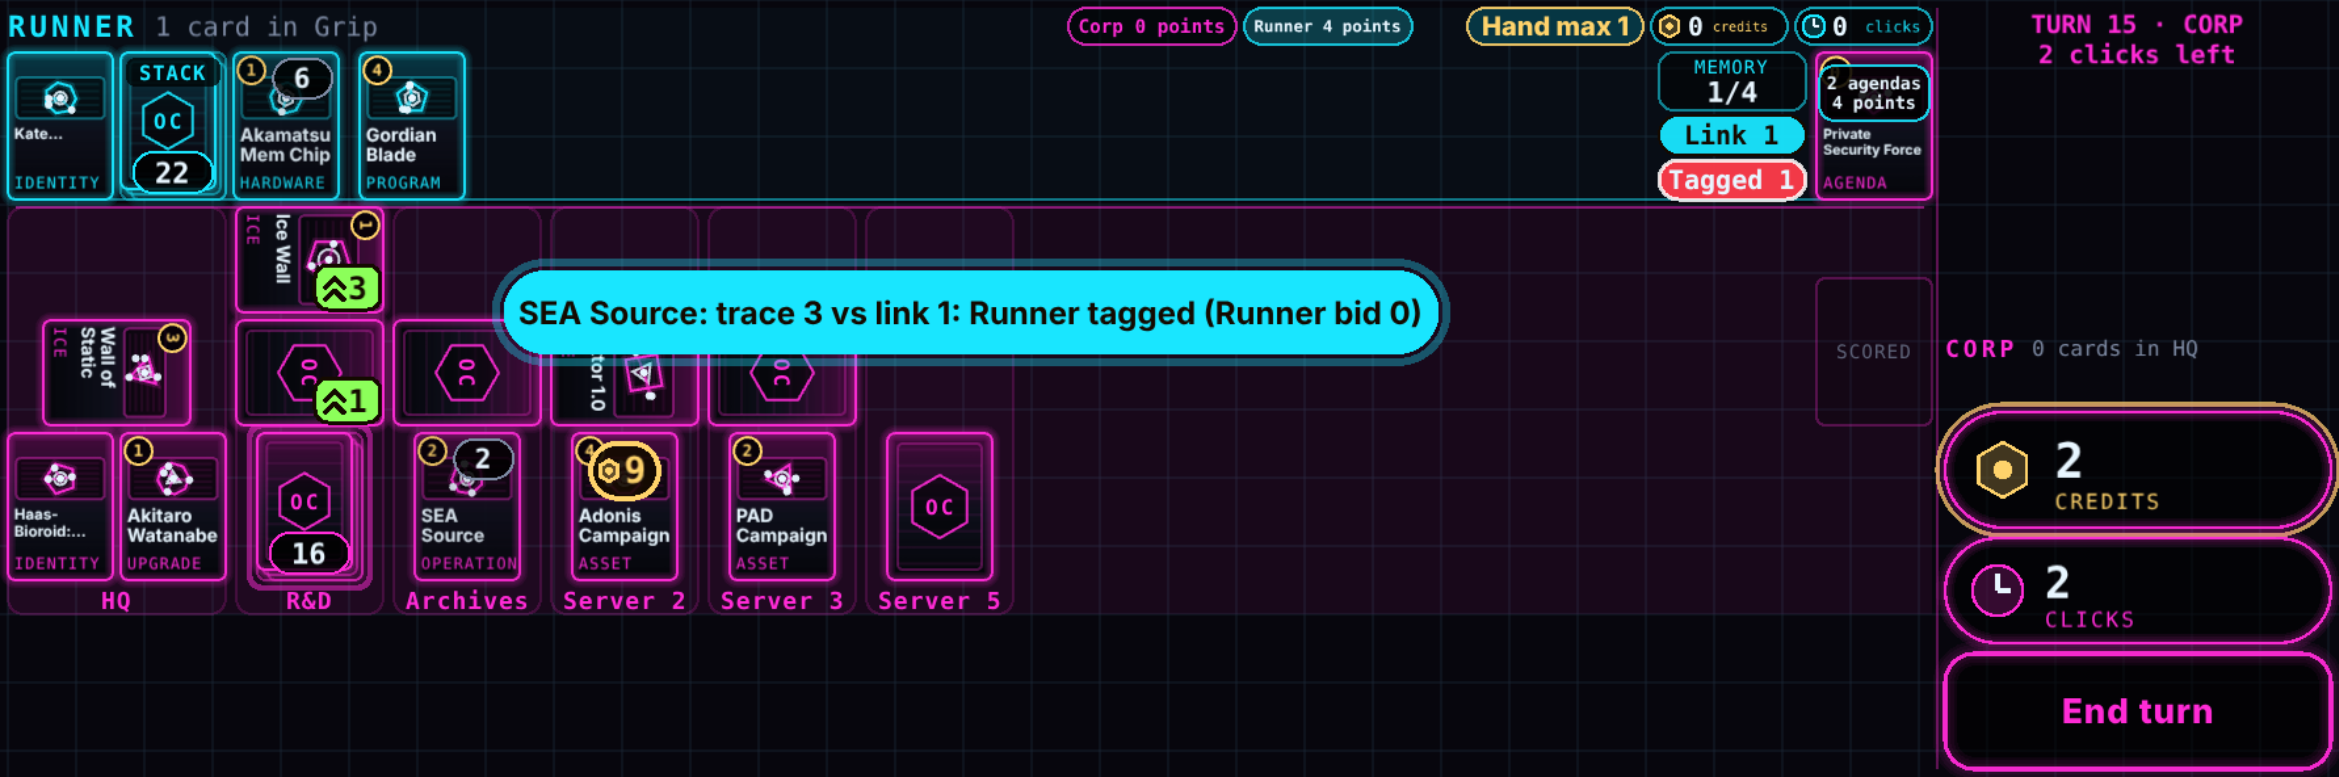 RUNNER 1 card in Grip
Corp 0 points
Runner 4 points
Hand max 1
0 credits
0 clicks
TURN 15 · CORP
2 clicks left
Kate...
IDENTITY
STACK
OC
22
1
6
Akamatsu
Mem Chip
HARDWARE
4
Gordian
Blade
PROGRAM
MEMORY
1/4
Link 1
Tagged 1
2 agendas
4 points
Private
Security Force
AGENDA
ICE
Ice Wall
1
3
SEA Source: trace 3 vs link 1: Runner tagged (Runner bid 0)
ICE
Wall of
Static
3
OC
1
OC
tor 1.0
OC
SCORED
CORP 0 cards in HQ
Haas-
Bioroid:...
IDENTITY
1
Akitaro
Watanabe
UPGRADE
HQ
OC
16
R&D
2
2
SEA
Source
OPERATION
Archives
4
9
Adonis
Campaign
ASSET
Server 2
2
PAD
Campaign
ASSET
Server 3
OC
Server 5
2
CREDITS
2
CLICKS
End turn